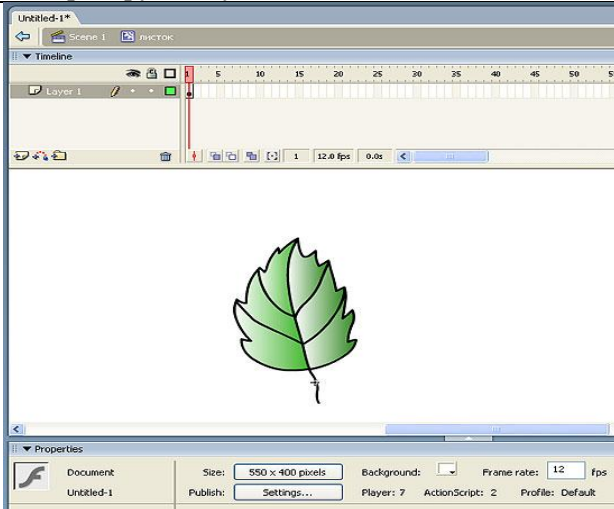 Untitled-1*
Scene 1 листок
Timeline
1 5 10 15 20 25 30 35 40 45 50
Layer 1
1 12.0 fps 0.0s
Properties
Document Size: 550 x 400 pixels Background: Frame rate: 12 fps
Untitled-1 Publish: Settings... Player: 7 ActionScript: 2 Profile: Default